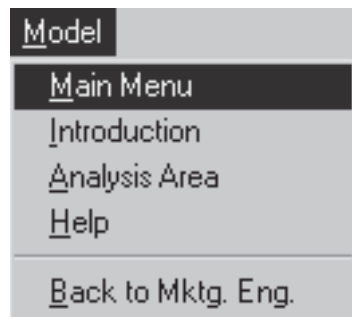 Model
Main Menu
Introduction
Analysis Area
Help
Back to Mktg. Eng.